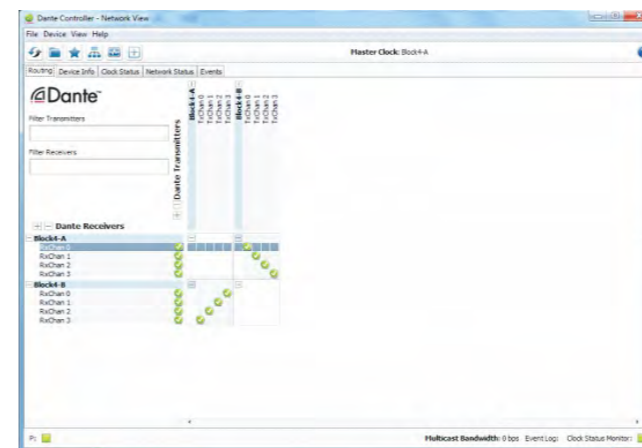 Dante Controller - Network View
File Device View Help
Master Clock: Block4-A
Routing Device Info Clock Status Network Status Events
Dante™
Filter Transmitters
Filter Receivers
Dante Transmitters
Block4-A
TxChan 0
TxChan 1
TxChan 2
TxChan 3
Block4-B
TxChan 0
TxChan 1
TxChan 2
TxChan 3
Dante Receivers
Block4-A
RxChan 0
RxChan 1
RxChan 2
RxChan 3
Block4-B
RxChan 0
RxChan 1
RxChan 2
RxChan 3
P: Multicast Bandwidth: 0 bps Event Log: Clock Status Monitor: